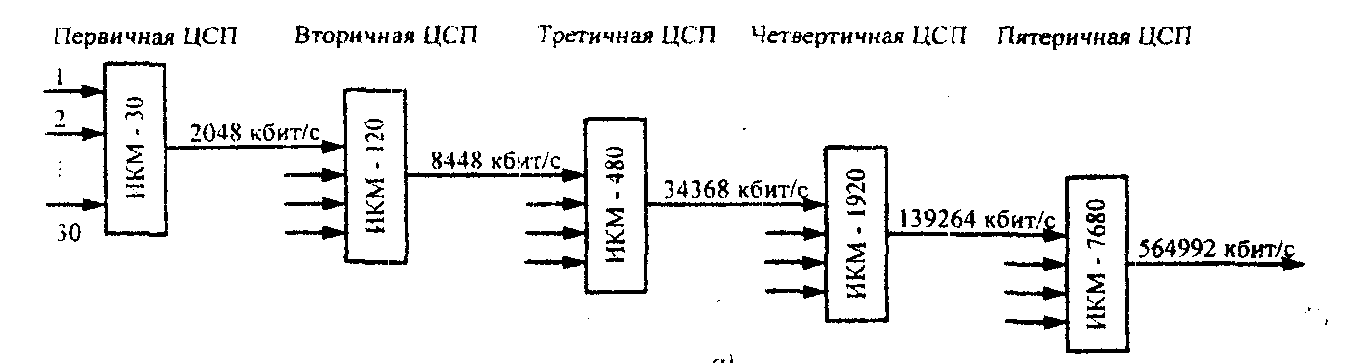 Первичная ЦСП Вторичная ЦСП Третичная ЦСП Четвертичная ЦСП Пятеричная ЦСП
1
2
⋮
30
ИКМ - 30
2048 кбит/с
ИКМ - 120
8448 кбит/с
ИКМ - 480
34368 кбит/с
ИКМ - 1920
139264 кбит/с
ИКМ - 7680
564992 кбит/с